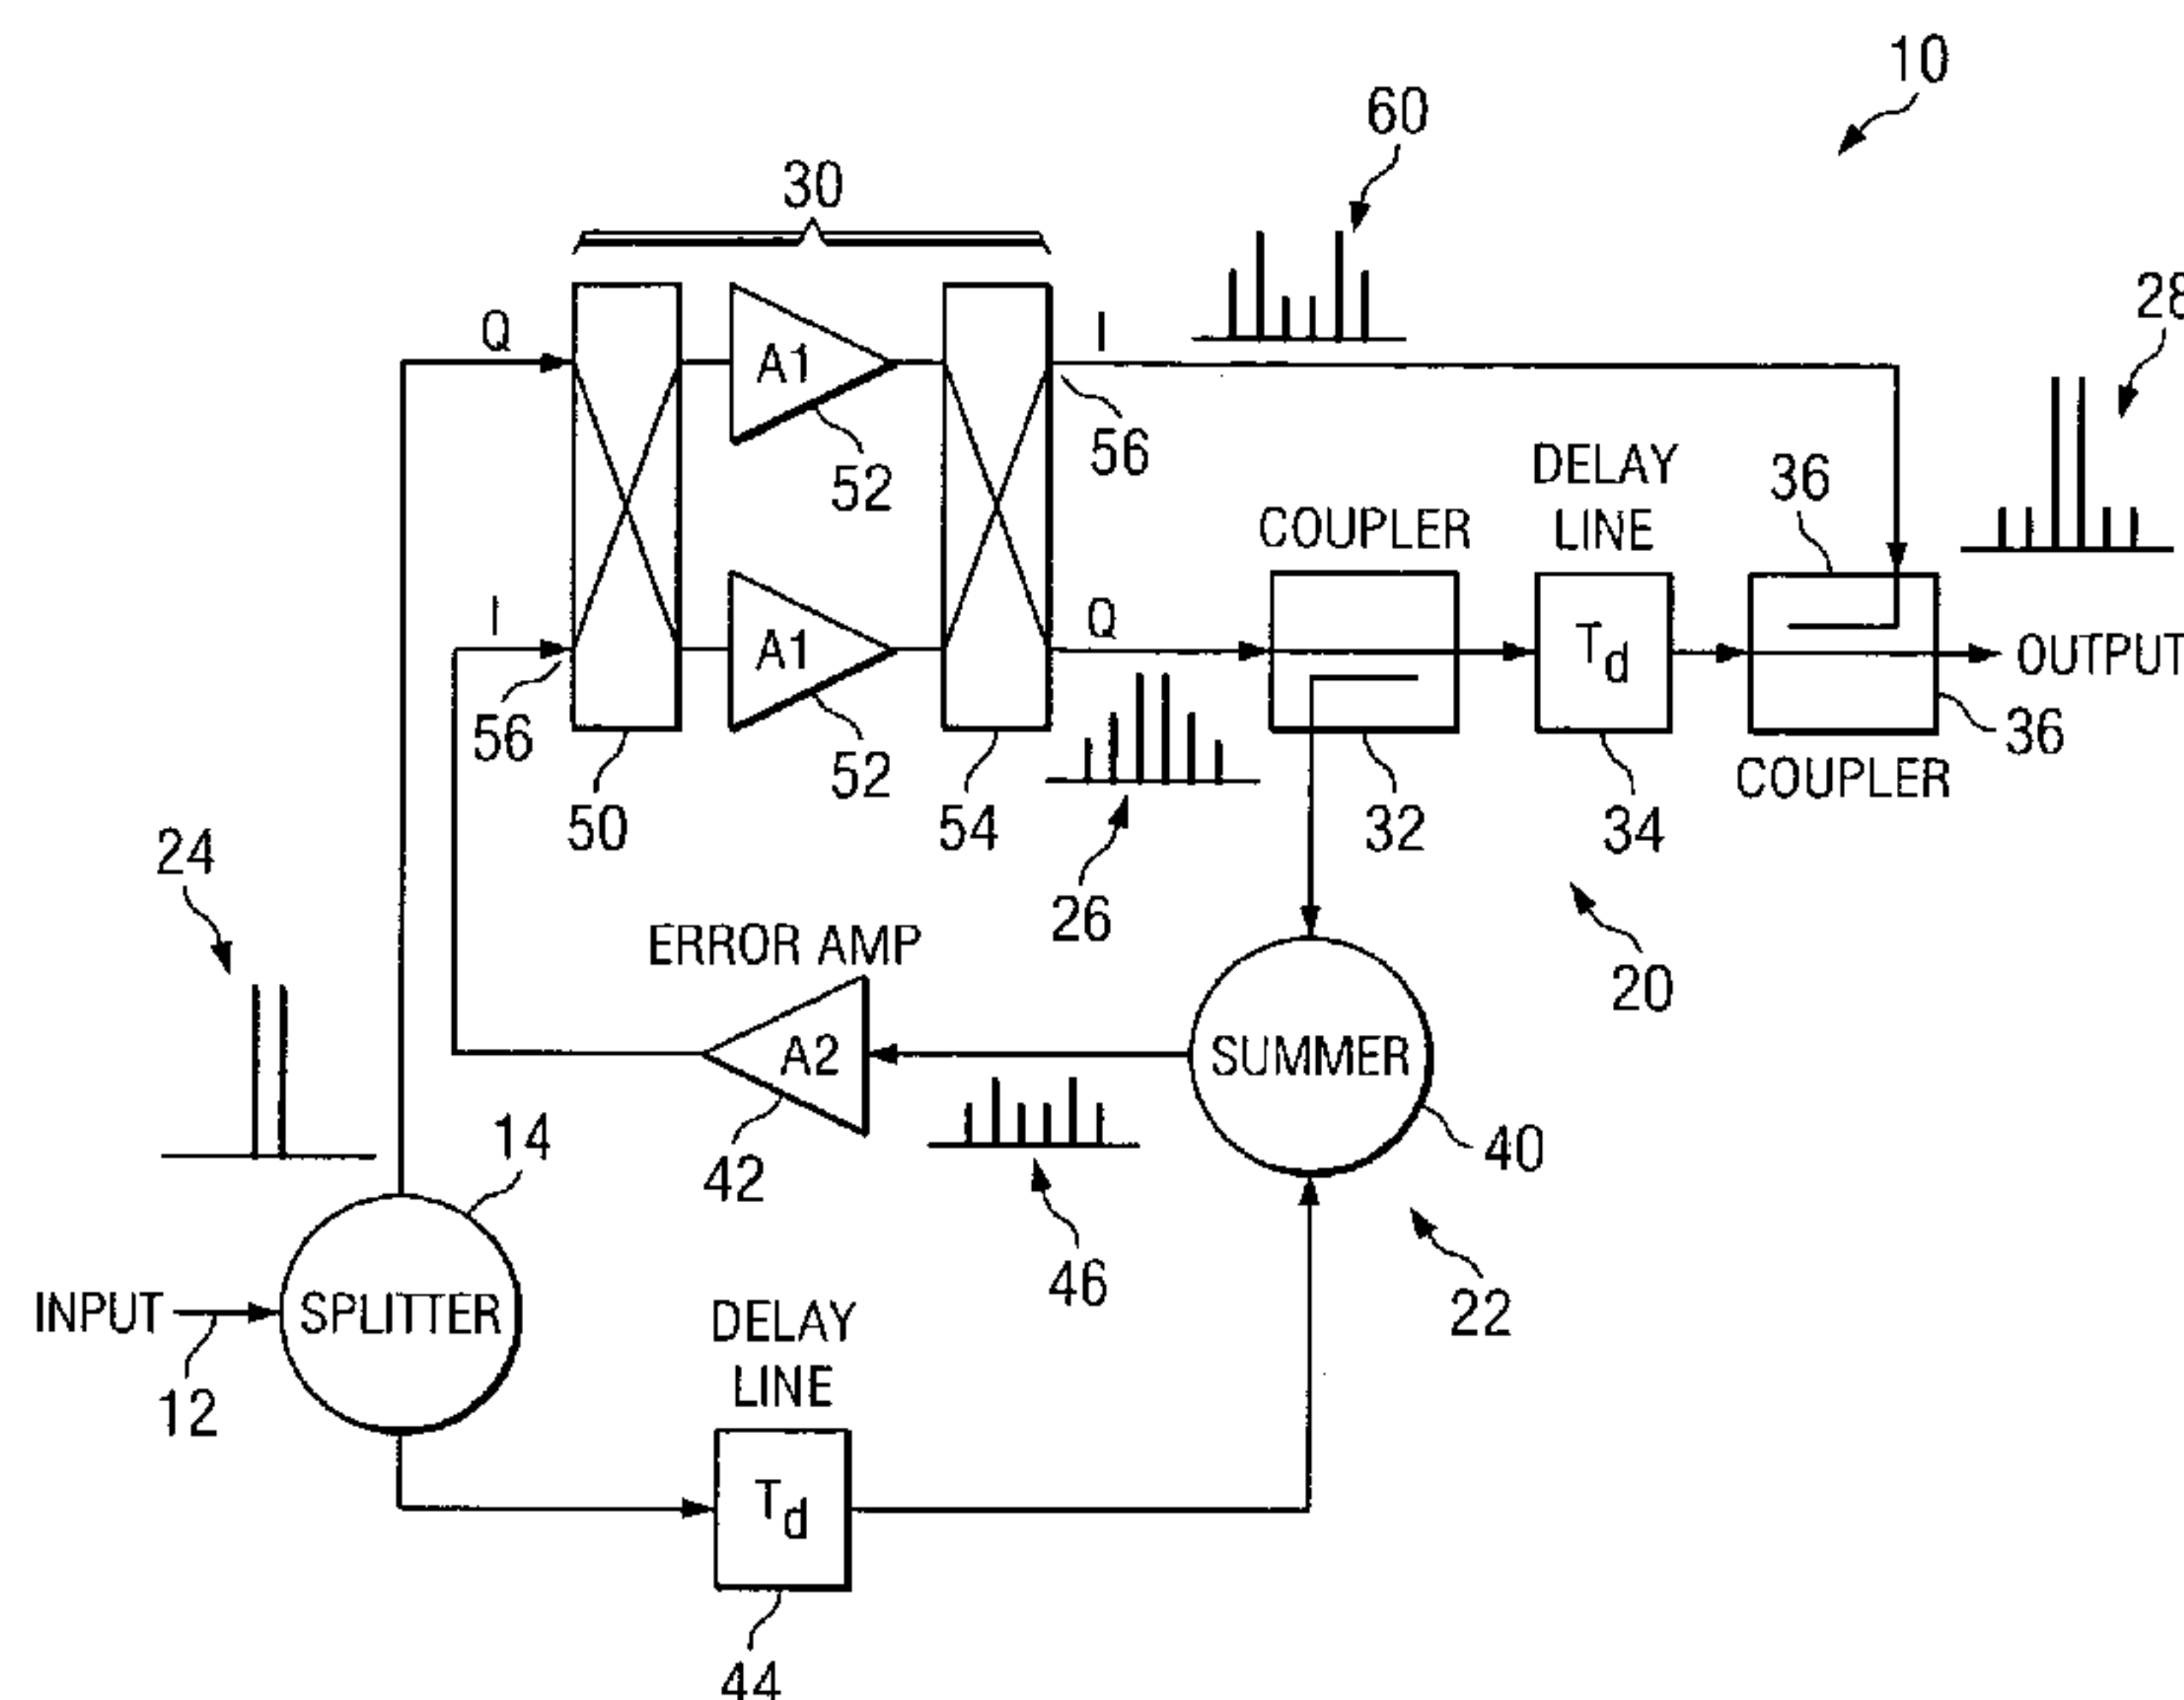 10
60
30
28
Q
A1
I
56
52
DELAY
LINE
36
COUPLER
I
A1
Q
Td
OUTPUT
56
52
36
COUPLER
50
54
32
34
24
26
ERROR AMP
20
A2
SUMMER
14
42
40
46
22
INPUT
SPLITTER
DELAY
LINE
12
Td
44